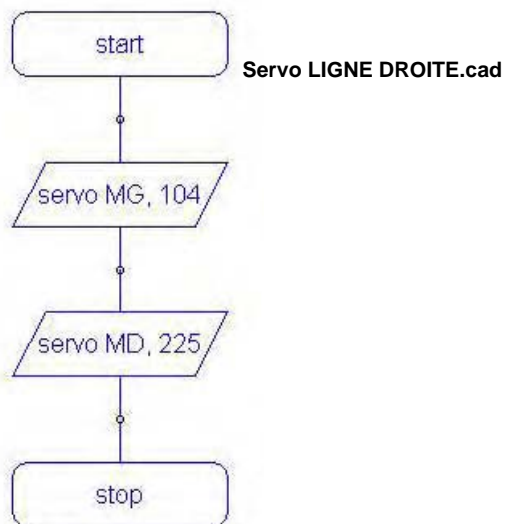 start
Servo LIGNE DROITE.cad
servo MG, 104
servo MD, 225
stop